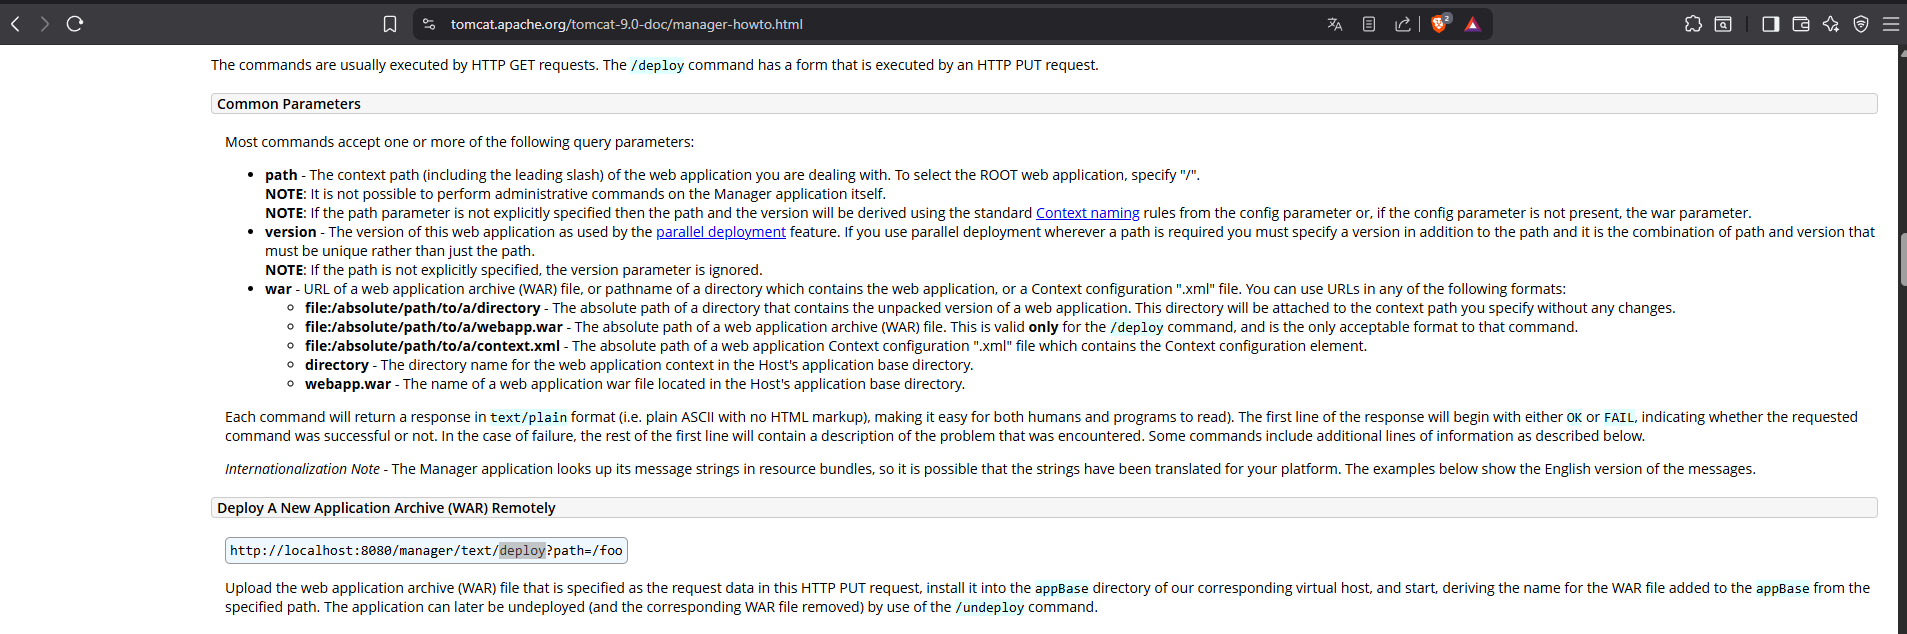 tomcat.apache.org/tomcat-9.0-doc/manager-howto.html
2
The commands are usually executed by HTTP GET requests. The /deploy command has a form that is executed by an HTTP PUT request.
Common Parameters
Most commands accept one or more of the following query parameters:
• path - The context path (including the leading slash) of the web application you are dealing with. To select the ROOT web application, specify "/".
NOTE: It is not possible to perform administrative commands on the Manager application itself.
NOTE: If the path parameter is not explicitly specified then the path and the version will be derived using the standard Context naming rules from the config parameter or, if the config parameter is not present, the war parameter.
• version - The version of this web application as used by the parallel deployment feature. If you use parallel deployment wherever a path is required you must specify a version in addition to the path and it is the combination of path and version that
must be unique rather than just the path.
NOTE: If the path is not explicitly specified, the version parameter is ignored.
• war - URL of a web application archive (WAR) file, or pathname of a directory which contains the web application, or a Context configuration ".xml" file. You can use URLs in any of the following formats:
◦ file:/absolute/path/to/a/directory - The absolute path of a directory that contains the unpacked version of a web application. This directory will be attached to the context path you specify without any changes.
◦ file:/absolute/path/to/a/webapp.war - The absolute path of a web application archive (WAR) file. This is valid only for the /deploy command, and is the only acceptable format to that command.
◦ file:/absolute/path/to/a/context.xml - The absolute path of a web application Context configuration ".xml" file which contains the Context configuration element.
◦ directory - The directory name for the web application context in the Host's application base directory.
◦ webapp.war - The name of a web application war file located in the Host's application base directory.
Each command will return a response in text/plain format (i.e. plain ASCII with no HTML markup), making it easy for both humans and programs to read). The first line of the response will begin with either OK or FAIL, indicating whether the requested
command was successful or not. In the case of failure, the rest of the first line will contain a description of the problem that was encountered. Some commands include additional lines of information as described below.
Internationalization Note - The Manager application looks up its message strings in resource bundles, so it is possible that the strings have been translated for your platform. The examples below show the English version of the messages.
Deploy A New Application Archive (WAR) Remotely
http://localhost:8080/manager/text/deploy?path=/foo
Upload the web application archive (WAR) file that is specified as the request data in this HTTP PUT request, install it into the appBase directory of our corresponding virtual host, and start, deriving the name for the WAR file added to the appBase from the
specified path. The application can later be undeployed (and the corresponding WAR file removed) by use of the /undeploy command.